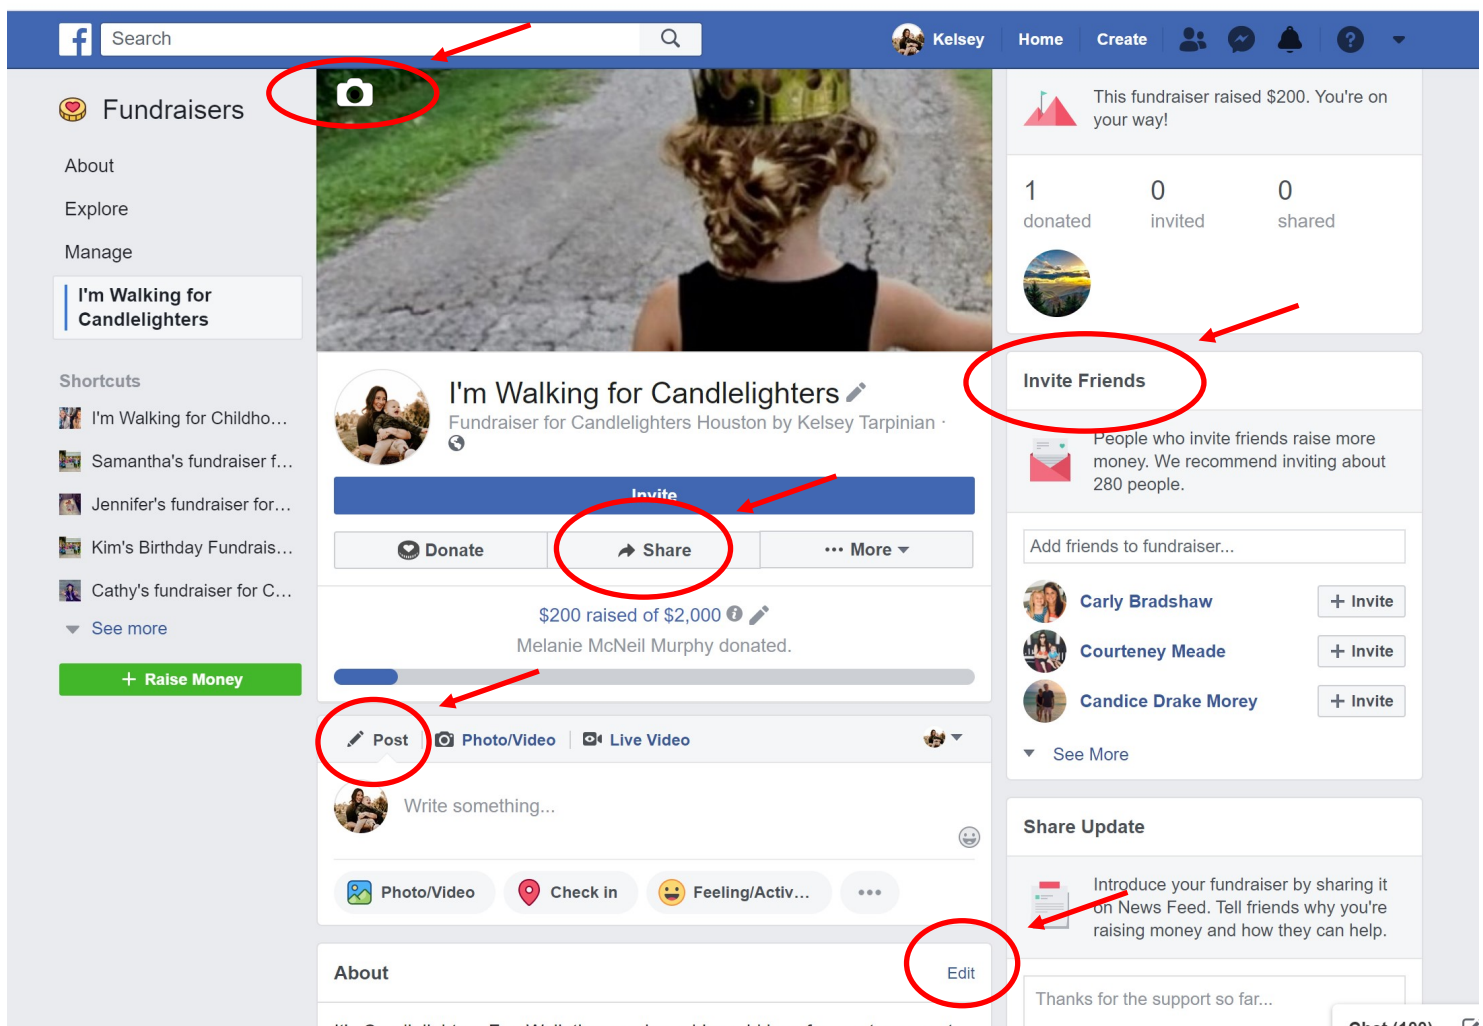 f
Search
Kelsey
Home
Create
?
Fundraisers
About
Explore
Manage
I'm Walking for
Candlelighters
Shortcuts
I'm Walking for Childho...
Samantha's fundraiser f...
Jennifer's fundraiser for...
Kim's Birthday Fundrais...
Cathy's fundraiser for C...
See more
+ Raise Money
I'm Walking for Candlelighters
Fundraiser for Candlelighters Houston by Kelsey Tarpinian ·
Invite
Donate
Share
••• More
$200 raised of $2,000
Melanie McNeil Murphy donated.
Post
Photo/Video
Live Video
Write something...
Photo/Video
Check in
Feeling/Activ...
•••
About
Edit
This fundraiser raised $200. You're on
your way!
1 0 0
donated invited shared
Invite Friends
People who invite friends raise more
money. We recommend inviting about
280 people.
Add friends to fundraiser...
Carly Bradshaw
+ Invite
Courteney Meade
+ Invite
Candice Drake Morey
+ Invite
See More
Share Update
Introduce your fundraiser by sharing it
on News Feed. Tell friends why you're
raising money and how they can help.
Thanks for the support so far...